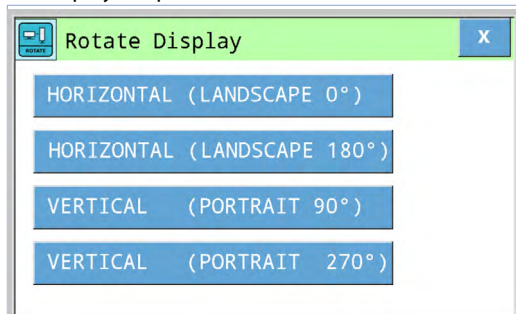 ROTATE
Rotate Display
X
HORIZONTAL (LANDSCAPE 0°)
HORIZONTAL (LANDSCAPE 180°)
VERTICAL (PORTRAIT 90°)
VERTICAL (PORTRAIT 270°)